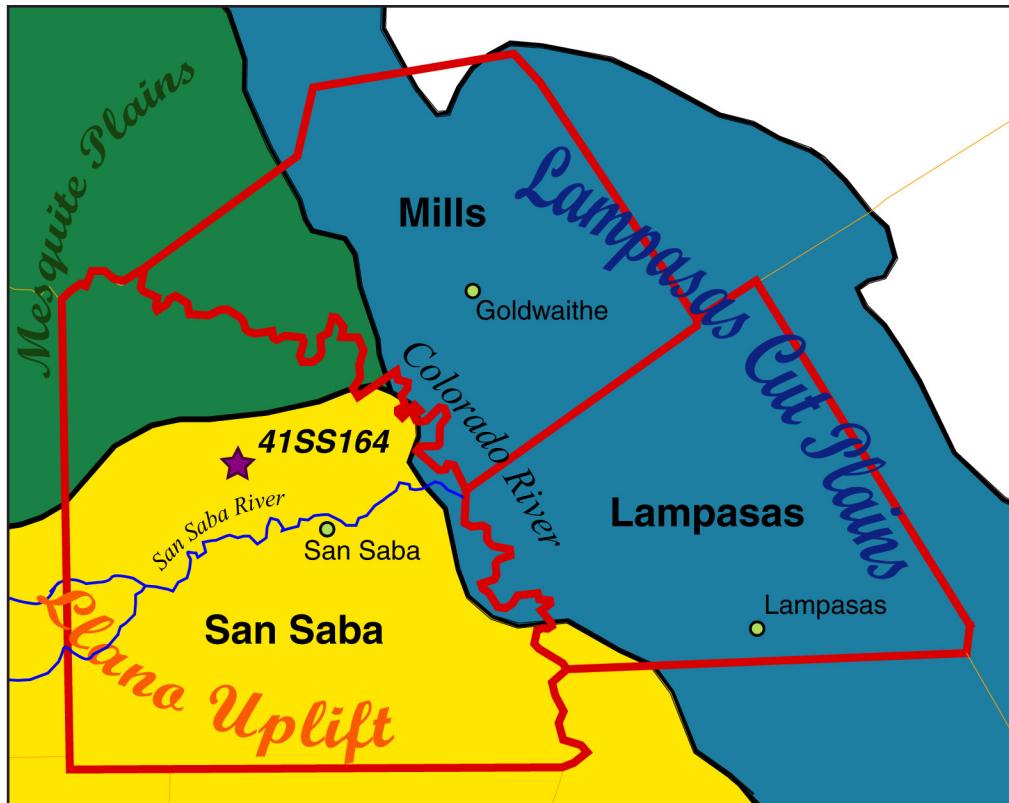 Mesquite Plains
Mills
Lampasas Cut Plains
Goldwaithe
Colorado River
41SS164
San Saba River
San Saba
Lampasas
Lampasas
San Saba
Llano Uplift